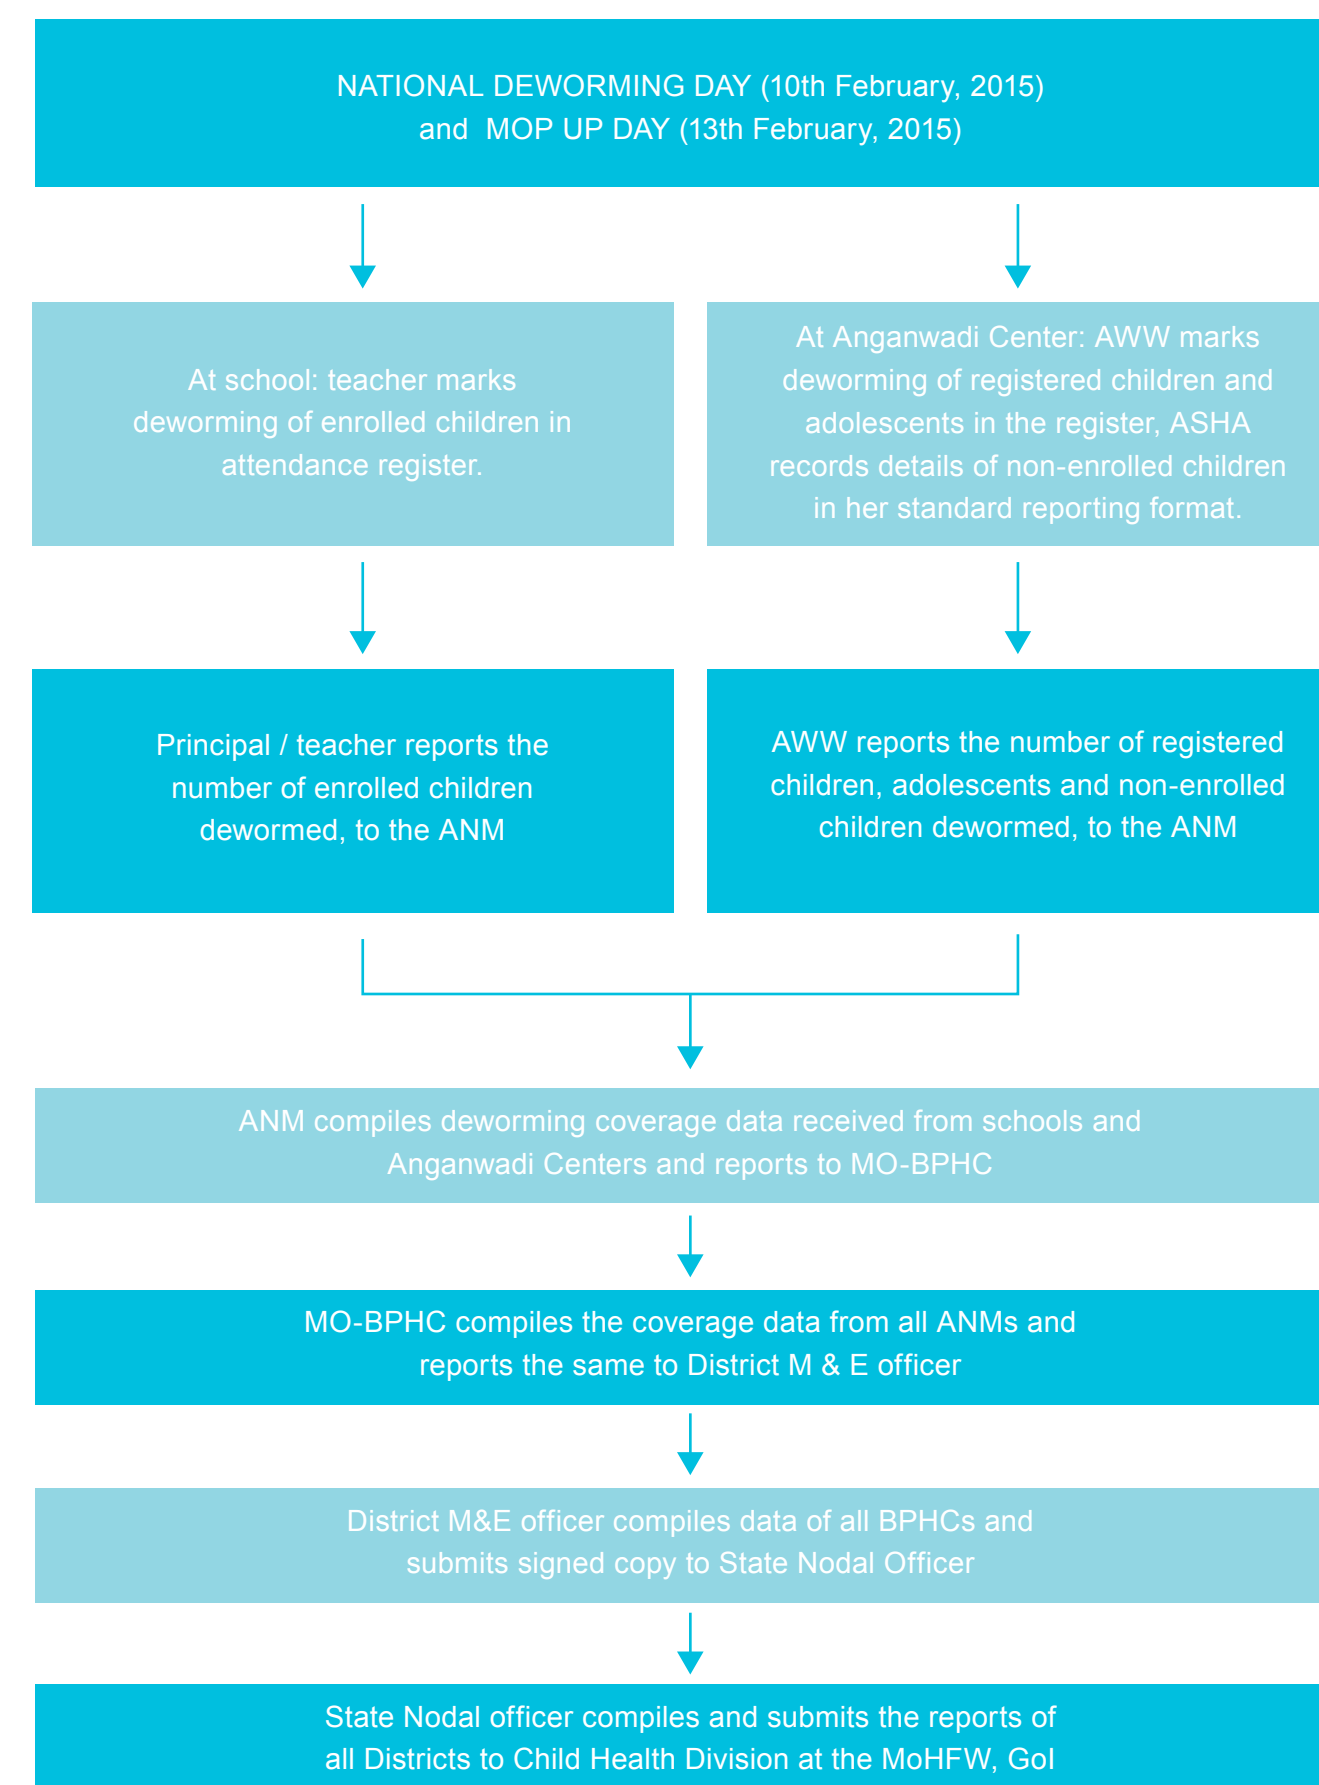 NATIONAL DEWORMING DAY (10th February, 2015)
and MOP UP DAY (13th February, 2015)
At school: teacher marks
deworming of enrolled children in
attendance register.
At Anganwadi Center: AWW marks
deworming of registered children and
adolescents in the register, ASHA
records details of non-enrolled children
in her standard reporting format.
Principal / teacher reports the
number of enrolled children
dewormed, to the ANM
AWW reports the number of registered
children, adolescents and non-enrolled
children dewormed, to the ANM
ANM compiles deworming coverage data received from schools and
Anganwadi Centers and reports to MO-BPHC
MO-BPHC compiles the coverage data from all ANMs and
reports the same to District M & E officer
District M&E officer compiles data of all BPHCs and
submits signed copy to State Nodal Officer
State Nodal officer compiles and submits the reports of
all Districts to Child Health Division at the MoHFW, GoI